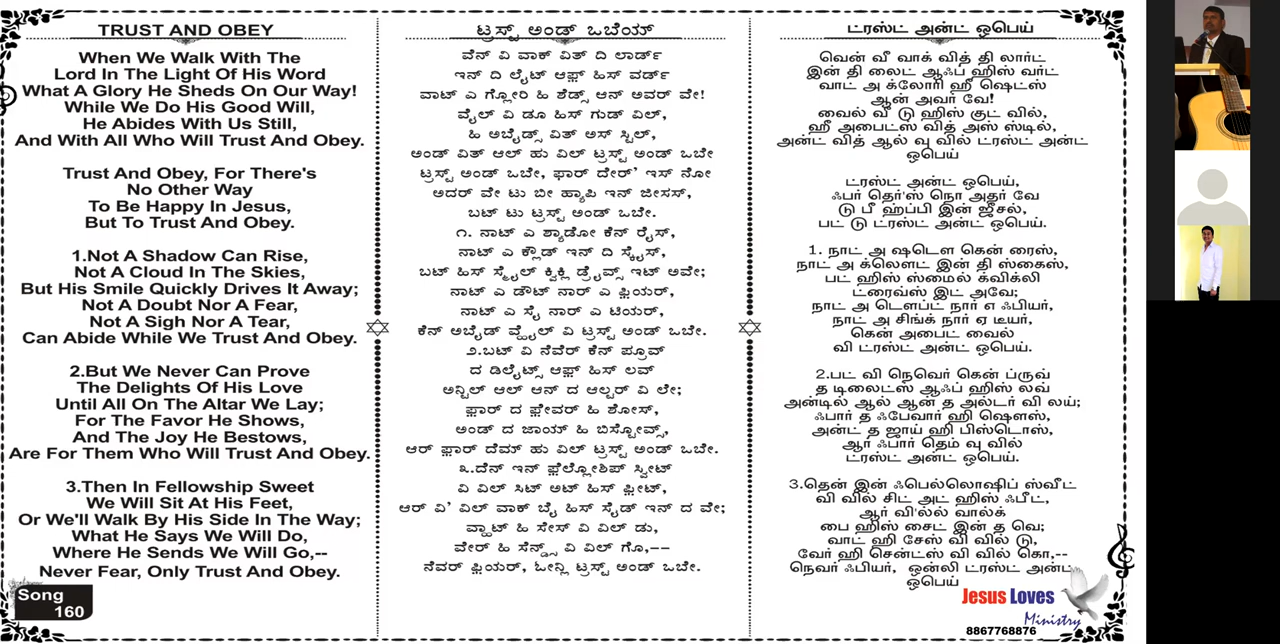 TRUST AND OBEY
When We Walk With The
Lord In The Light Of His Word
What A Glory He Sheds On Our Way!
While We Do His Good Will,
He Abides With Us Still,
And With All Who Will Trust And Obey.
Trust And Obey, For There's
No Other Way
To Be Happy In Jesus,
But To Trust And Obey.
1.Not A Shadow Can Rise,
Not A Cloud In The Skies,
But His Smile Quickly Drives It Away;
Not A Doubt Nor A Fear,
Not A Sigh Nor A Tear,
Can Abide While We Trust And Obey.
2.But We Never Can Prove
The Delights Of His Love
Until All On The Altar We Lay;
For The Favor He Shows,
And The Joy He Bestows,
Are For Them Who Will Trust And Obey.
3.Then In Fellowship Sweet
We Will Sit At His Feet,
Or We'll Walk By His Side In The Way;
What He Says We Will Do,
Where He Sends We Will Go,--
Never Fear, Only Trust And Obey.
Song
160
ಟ್ರಸ್ಟ್ ಅಂಡ್ ಒಬೆಯ್
ವೆನ್ ವಿ ವಾಕ್ ವಿತ್ ದಿ ಲಾರ್ಡ್
ಇನ್ ದಿ ಲೈಟ್ ಆಫ್ ಹಿಸ್ ವರ್ಡ್
ವಾಟ್ ಎ ಗ್ಲೋರಿ ಹಿ ಶೆಡ್ಸ್ ಆನ್ ಅವರ್ ವೇ!
ವೈಲ್ ವಿ ಡೂ ಹಿಸ್ ಗುಡ್ ವಿಲ್,
ಹಿ ಅಬೈಡ್ಸ್ ವಿತ್ ಅಸ್ ಸ್ಟಿಲ್,
ಅಂಡ್ ವಿತ್ ಆಲ್ ಹು ವಿಲ್ ಟ್ರಸ್ಟ್ ಅಂಡ್ ಒಬೇ
ಟ್ರಸ್ಟ್ ಅಂಡ್ ಒಬೇ, ಫಾರ್ ದೇರ್' ಇಸ್ ನೋ
ಅದರ್ ವೇ ಟು ಬೀ ಹ್ಯಾಪಿ ಇನ್ ಜೀಸಸ್,
ಬಟ್ ಟು ಟ್ರಸ್ಟ್ ಅಂಡ್ ಒಬೇ.
೧. ನಾಟ್ ಎ ಶ್ಯಾಡೋ ಕೆನ್ ರೈಸ್,
ನಾಟ್ ಎ ಕ್ಲೌಡ್ ಇನ್ ದಿ ಸ್ಕೈಸ್,
ಬಟ್ ಹಿಸ್ ಸ್ಮೈಲ್ ಕ್ವಿಕ್ಲಿ ಡ್ರೈವ್ಸ್ ಇಟ್ ಅವೇ;
ನಾಟ್ ಎ ಡೌಟ್ ನಾರ್ ಎ ಫ಼ಿಯರ್,
ನಾಟ್ ಎ ಸೈ ನಾರ್ ಎ ಟಿಯರ್,
ಕೆನ್ ಅಬೈಡ್ ವ್ಹೈಲ್ ವಿ ಟ್ರಸ್ಟ್ ಅಂಡ್ ಒಬೇ.
೨.ಬಟ್ ವಿ ನೆವೆರ್ ಕೆನ್ ಪ್ರೂವ್
ದ ಡಿಲೈಟ್ಸ್ ಆಫ಼್ ಹಿಸ್ ಲವ್
ಅನ್ಟಿಲ್ ಆಲ್ ಆನ್ ದ ಆಲ್ಟರ್ ವಿ ಲೇ;
ಫ಼ಾರ್ ದ ಫ಼ೇವರ್ ಹಿ ಶೋಸ್,
ಅಂಡ್ ದ ಜಾಯ್ ಹಿ ಬಿಸ್ಟೋವ್ಸ್,
ಆರ್ ಫ಼ಾರ್ ದೆಮ್ ಹು ವಿಲ್ ಟ್ರಸ್ಟ್ ಅಂಡ್ ಒಬೇ.
೩.ದೆನ್ ಇನ್ ಫ಼ೆಲ್ಲೋಶಿಪ್ ಸ್ವೀಟ್
ವಿ ವಿಲ್ ಸಿಟ್ ಅಟ್ ಹಿಸ್ ಫ಼ೀಟ್,
ಆರ್ ವಿ' ವಿಲ್ ವಾಕ್ ಬೈ ಹಿಸ್ ಸೈಡ್ ಇನ್ ದ ವೇ;
ವ್ಹಾಟ್ ಹಿ ಸೇಸ್ ವಿ ವಿಲ್ ಡು,
ವೇರ್ ಹಿ ಸೆನ್ಡ್ಸ್ ವಿ ವಿಲ್ ಗೊ,--
ನೆವರ್ ಫ಼ಿಯರ್, ಓನ್ಲಿ ಟ್ರಸ್ಟ್ ಅಂಡ್ ಒಬೇ.
ட்ரஸ்ட் அன்ட் ஒபெய்
வென் வீ வாக் வித் தி லார்ட்
இன் தி லைட் ஆஃப் ஹிஸ் வர்ட்
வாட் அ க்லோரி ஹீ ஷெட்ஸ்
ஆன் அவர் வே!
வைல் வீ டு ஹிஸ் குட் வில்,
ஹீ அபைட்ஸ் வித் அஸ் ஸ்டில்,
அன்ட் வித் ஆல் வு வில் ட்ரஸ்ட் அன்ட்
ஒபெய்
ட்ரஸ்ட் அன்ட் ஒபெய்,
ஃபர் தெர்'ஸ் நொ அதர் வே
டு பீ ஹப்பி இன் ஜீசஸ்,
பட் டு ட்ரஸ்ட் அன்ட் ஒபெய்.
1. நாட் அ ஷடௌ கென் ரைஸ்,
நாட் அ க்லௌட் இன் தி ஸ்கைஸ்,
பட் ஹிஸ் ஸ்மைல் க்விக்லி
ட்ரைவ்ஸ் இட் அவே;
நாட் அ டௌப்ட் நார் எ ஃபியர்,
நாட் அ சிங்க் நார் ஏ டீயர்,
கென் அபைட் வைல்
வி ட்ரஸ்ட் அன்ட் ஒபெய்.
2.பட் வி நெவெர் கென் ப்ருவ்
த டிலைட்ஸ் ஆஃப் ஹிஸ் லவ்
அன்டில் ஆல் ஆன் த அல்டர் வி லய்;
ஃபார் த ஃபேவார் ஹி ஷௌஸ்,
அன்ட் த ஜாய் ஹி பிஸ்டொஸ்,
ஆர் ஃபார் தெம் வு வில்
ட்ரஸ்ட் அன்ட் ஒபெய்.
3.தென் இன் ஃபெல்லொஷிப் ஸ்வீட்
வி வில் சிட் அட் ஹிஸ் ஃபீட்,
ஆர் வி'ல்ல் வால்க்
பை ஹிஸ் சைட் இன் த வெ;
வாட் ஹி சேஸ் வி வில் டு,
வேர் ஹி சென்ட்ஸ் வி வில் கொ,--
நெவர் ஃபியர், ஒன்லி ட்ரஸ்ட் அன்ட்
ஒபெய்
Jesus Loves
Ministry
8867768876